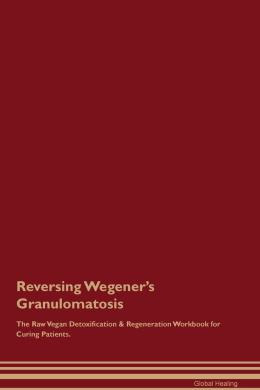 Reversing Wegener's
Granulomatosis
The Raw Vegan Detoxification & Regeneration Workbook for
Curing Patients.
Global Healing